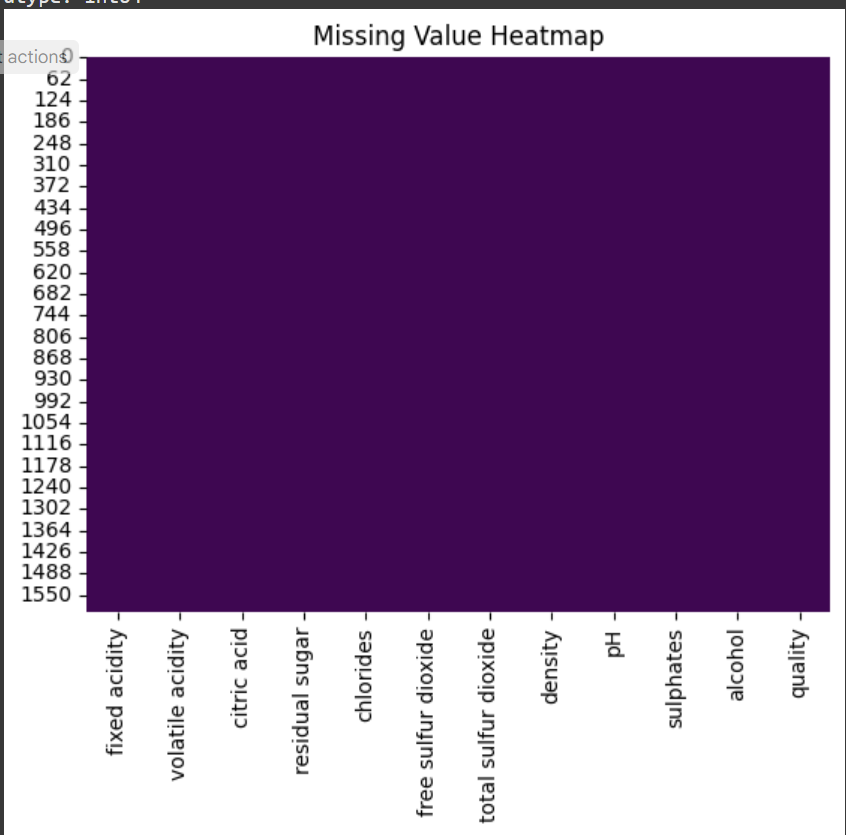 Missing Value Heatmap
actions
0
62
124
186
248
310
372
434
496
558
620
682
744
806
868
930
992
1054
1116
1178
1240
1302
1364
1426
1488
1550
fixed acidity
volatile acidity
citric acid
residual sugar
chlorides
free sulfur dioxide
total sulfur dioxide
density
pH
sulphates
alcohol
quality